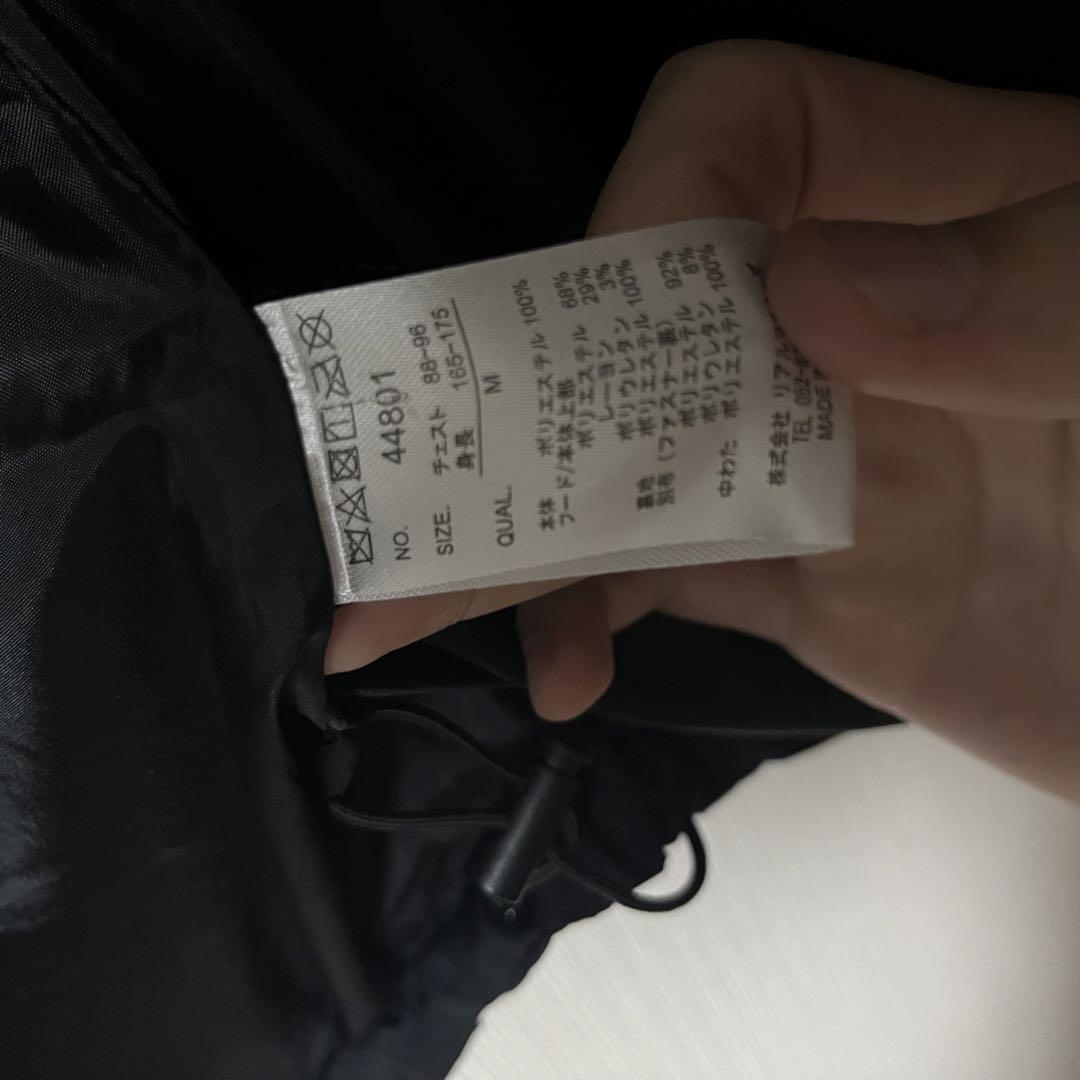 NO. 44801
SIZE. チェスト 88-96
身長 165-175
M
QUAL.
本体 ポリエステル 100%
フード/本体上部
ポリエステル 68%
レーヨン 29%
ポリウレタン 3%
裏地 ポリエステル 100%
別布(ファスナー裏)
ポリエステル 92%
ポリウレタン 8%
中わた ポリエステル 100%
株式会社 リアル
TEL 052-
MADE